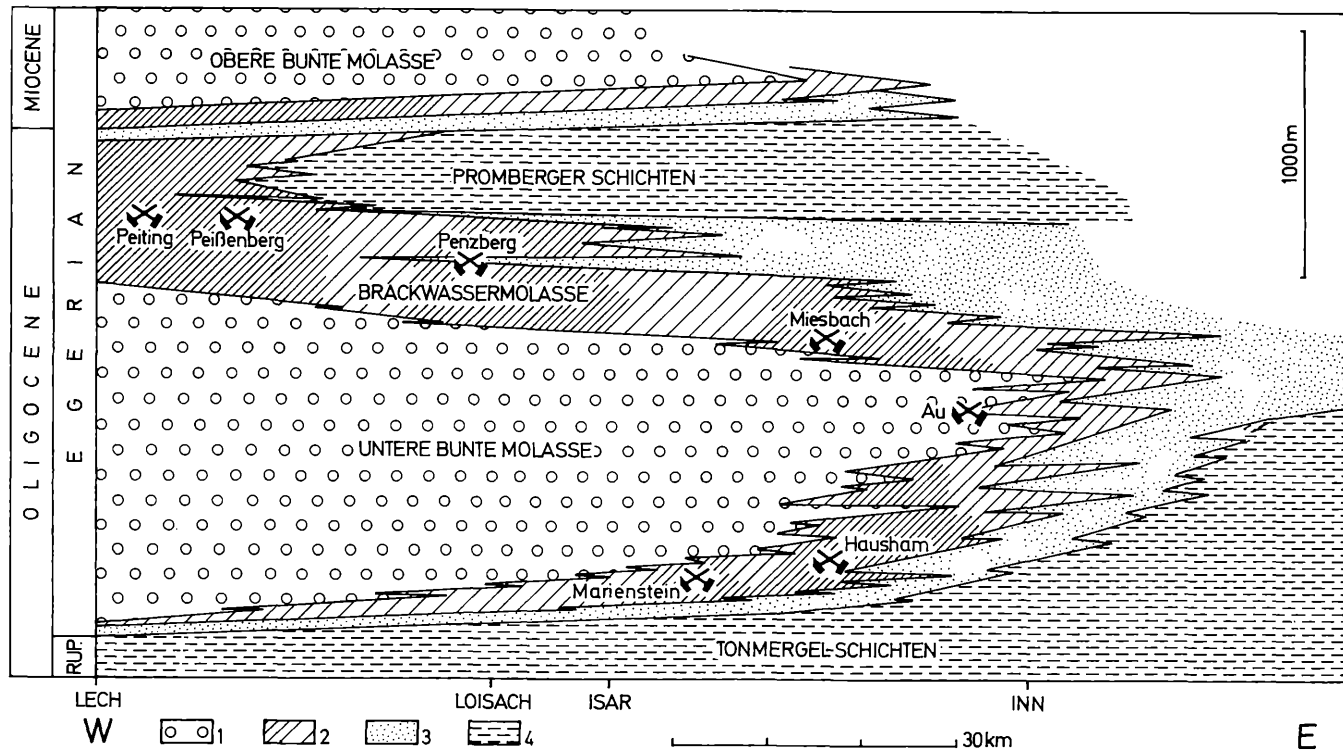 MIOCENE
OLIGOCENE
EGERIAN
RUP.
OBERE BUNTE MOLASSE
PROMBERGER SCHICHTEN
1000m
Peiting
Peißenberg
Penzberg
BRACKWASSERMOLASSE
Miesbach
Au
UNTERE BUNTE MOLASSE
Hausham
Marienstein
TONMERGEL-SCHICHTEN
LECH
LOISACH
ISAR
INN
W
1
2
3
4
30km
E